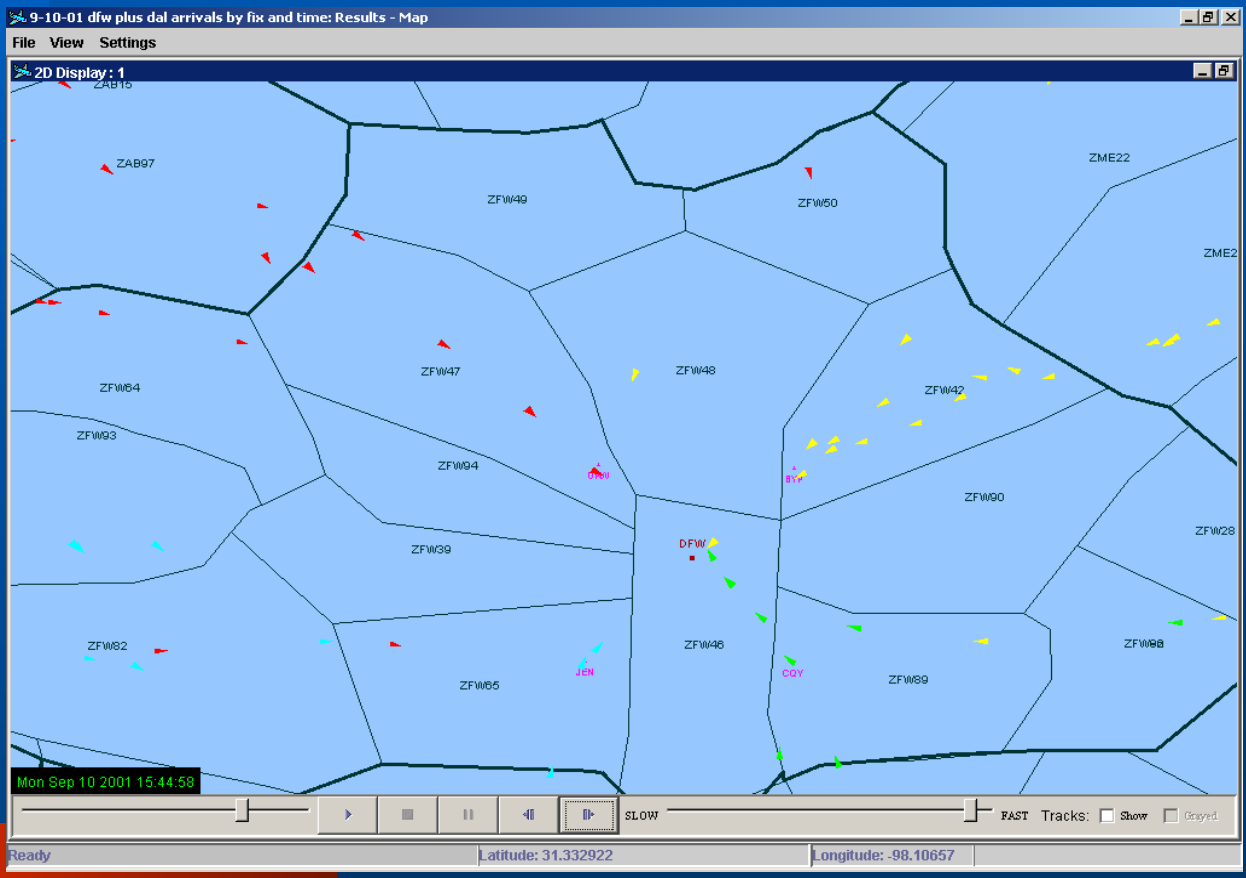 9-10-01 dfw plus dal arrivals by fix and time: Results - Map
File View Settings
2D Display : 1
ZAB15
ZAB97
ZME22
ZFW49
ZFW50
ZME2
ZFW47
ZFW48
ZFW64
ZFW42
ZFW93
ZFW94
BYP
ZFW90
ZFW28
DFW
ZFW39
ZFW82
ZFW46
JEN
CQY
ZFW65
ZFW89
Mon Sep 10 2001 15:44:58
SLOW
FAST Tracks: Show Grayed
Ready Latitude: 31.332922 Longitude: -98.10657